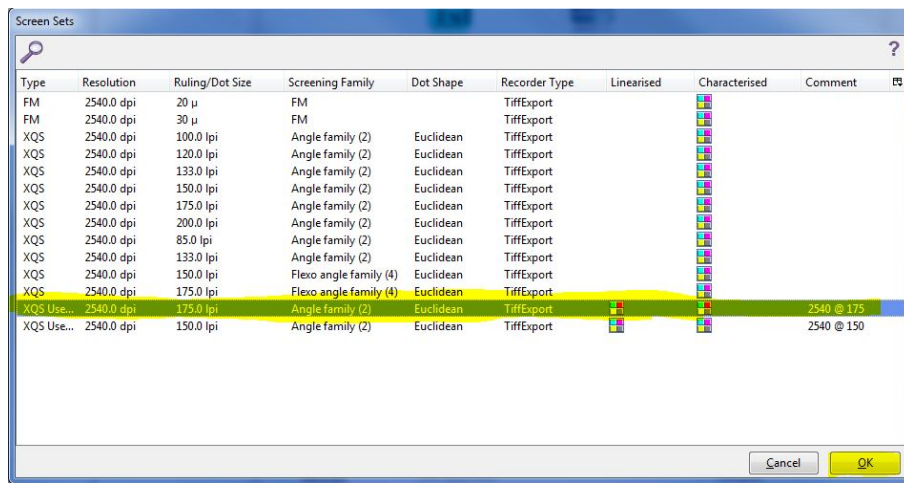 Screen Sets
?
Type Resolution Ruling/Dot Size Screening Family Dot Shape Recorder Type Linearised Characterised Comment
FM 2540.0 dpi 20 µ FM TiffExport
FM 2540.0 dpi 30 µ FM TiffExport
XQS 2540.0 dpi 100.0 lpi Angle family (2) Euclidean TiffExport
XQS 2540.0 dpi 120.0 lpi Angle family (2) Euclidean TiffExport
XQS 2540.0 dpi 133.0 lpi Angle family (2) Euclidean TiffExport
XQS 2540.0 dpi 150.0 lpi Angle family (2) Euclidean TiffExport
XQS 2540.0 dpi 175.0 lpi Angle family (2) Euclidean TiffExport
XQS 2540.0 dpi 200.0 lpi Angle family (2) Euclidean TiffExport
XQS 2540.0 dpi 85.0 lpi Angle family (2) Euclidean TiffExport
XQS 2540.0 dpi 133.0 lpi Angle family (2) Euclidean TiffExport
XQS 2540.0 dpi 150.0 lpi Flexo angle family (4) Euclidean TiffExport
XQS 2540.0 dpi 175.0 lpi Flexo angle family (4) Euclidean TiffExport
XQS Use... 2540.0 dpi 175.0 lpi Angle family (2) Euclidean TiffExport 2540 @ 175
XQS Use... 2540.0 dpi 150.0 lpi Angle family (2) Euclidean TiffExport 2540 @ 150
Cancel OK